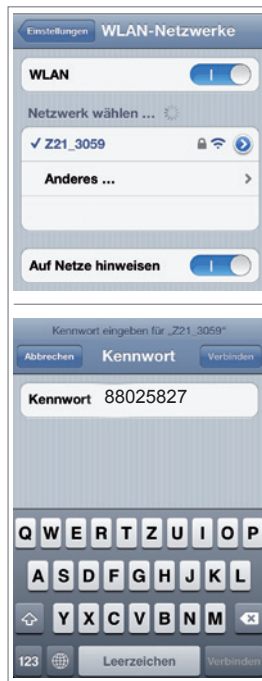 Einstellungen WLAN-Netzwerke
WLAN
Netzwerk wählen ...
✓ Z21_3059
Anderes ...
Auf Netze hinweisen
Kennwort eingeben für „Z21_3059“
Abbrechen Kennwort Verbinden
Kennwort 88025827
Q W E R T Z U I O P
A S D F G H J K L
Y X C V B N M
123 Leerzeichen Verbinden